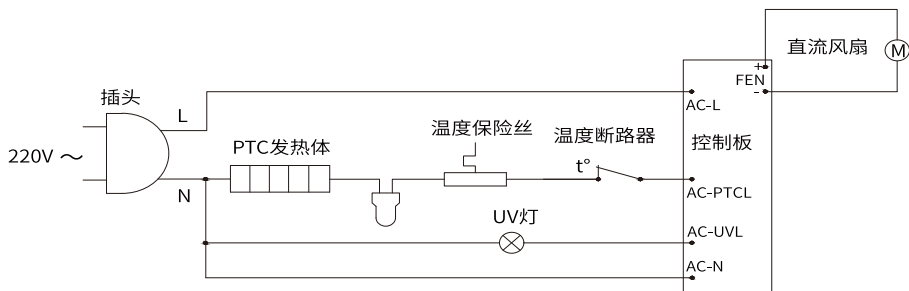 直流风扇
M
+
FEN
-
插头
L
AC-L
220V ～
PTC发热体
温度保险丝
温度断路器
控制板
t°
N
AC-PTCL
UV灯
AC-UVL
AC-N